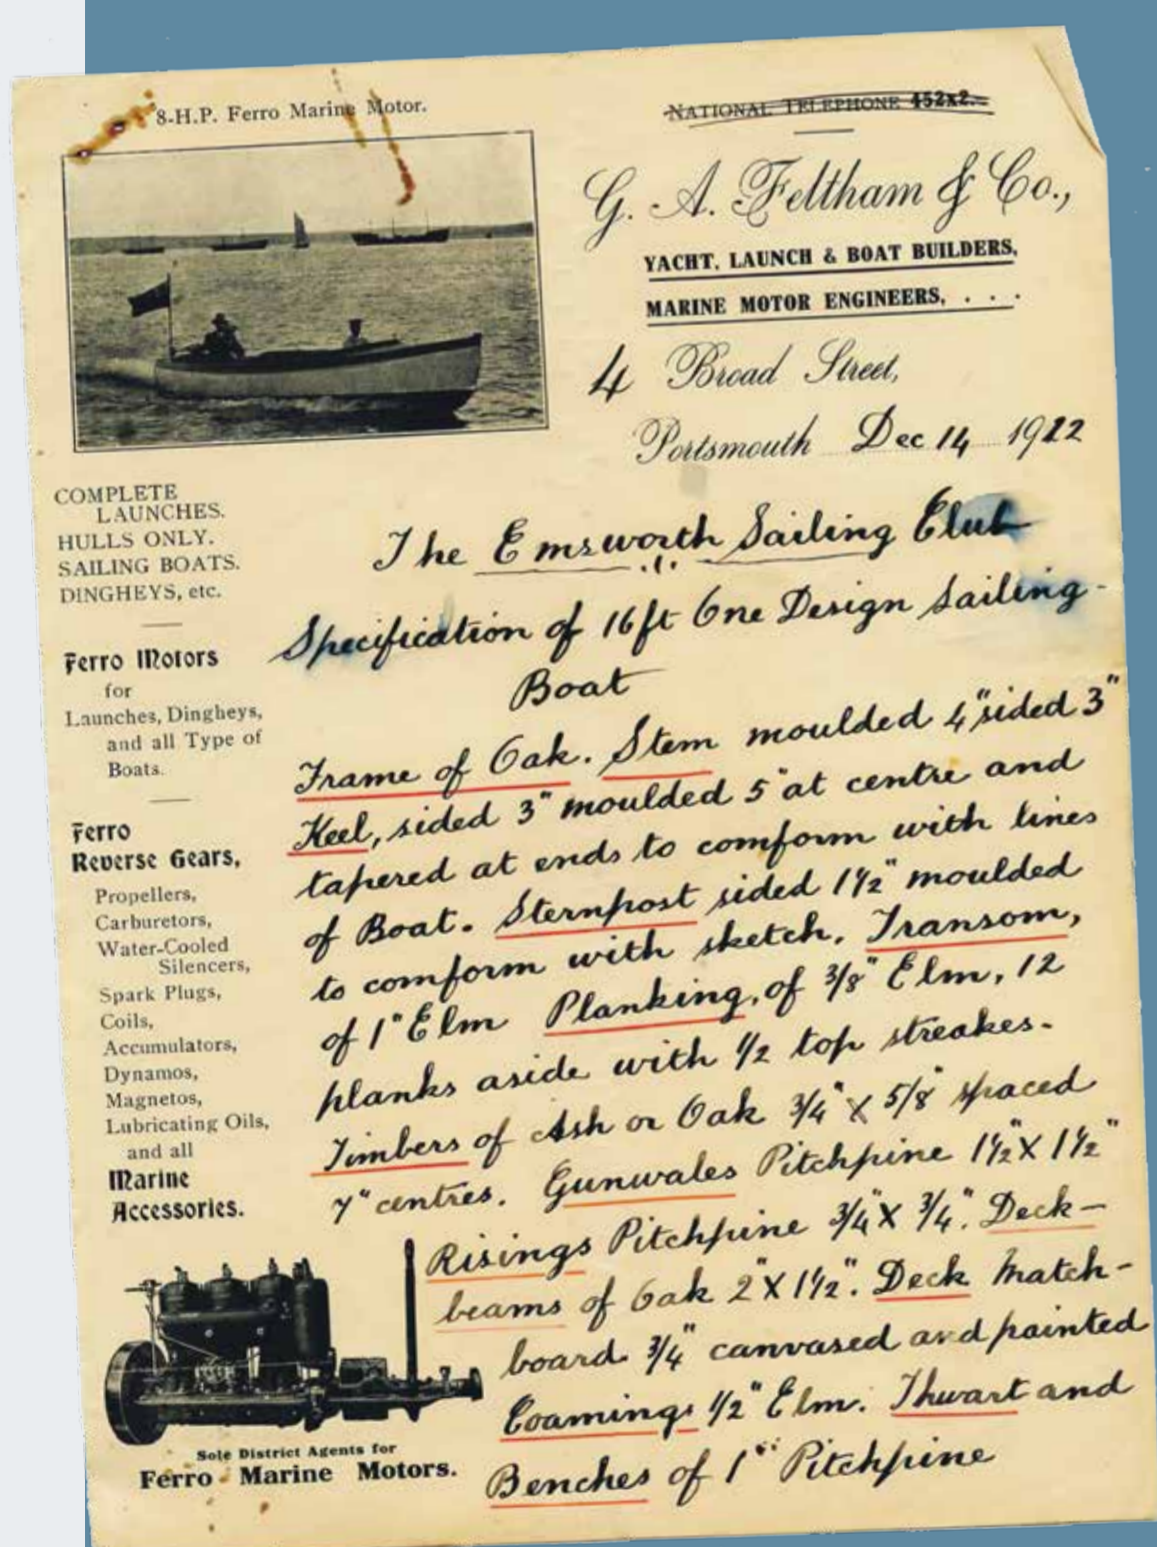 8-H.P. Ferro Marine Motor.
NATIONAL TELEPHONE 452x2.
G. A. Feltham & Co.,
YACHT, LAUNCH & BOAT BUILDERS,
MARINE MOTOR ENGINEERS, . . .
4 Broad Street,
Portsmouth Dec 14 1922
COMPLETE
LAUNCHES.
HULLS ONLY.
SAILING BOATS.
DINGHEYS, etc.
Ferro Motors
for
Launches, Dingheys,
and all Type of
Boats.
Ferro
Reverse Gears,
Propellers,
Carburetors,
Water-Cooled
Silencers,
Spark Plugs,
Coils,
Accumulators,
Dynamos,
Magnetos,
Lubricating Oils,
and all
Marine
Accessories.
Sole District Agents for
Ferro Marine Motors.
The Emsworth Sailing Club
Specification of 16ft One Design Sailing-
Boat
Frame of Oak. Stem moulded 4" sided 3"
Keel, sided 3" moulded 5" at centre and
tapered at ends to comform with lines
of Boat. Sternpost sided 1½" moulded
to comform with sketch. Transom,
of 1" Elm Planking, of 3/8" Elm, 12
planks aside with ½ top streakes.
Timbers of Ash or Oak ¾" X 5/8" spaced
7" centres. Gunwales Pitchpine 1½" X 1½"
Risings Pitchpine ¾" X ¾". Deck-
beams of Oak 2" X 1½". Deck Match-
board ¾" canvased and painted
Coamings ½" Elm. Thwart and
Benches of 1" Pitchpine